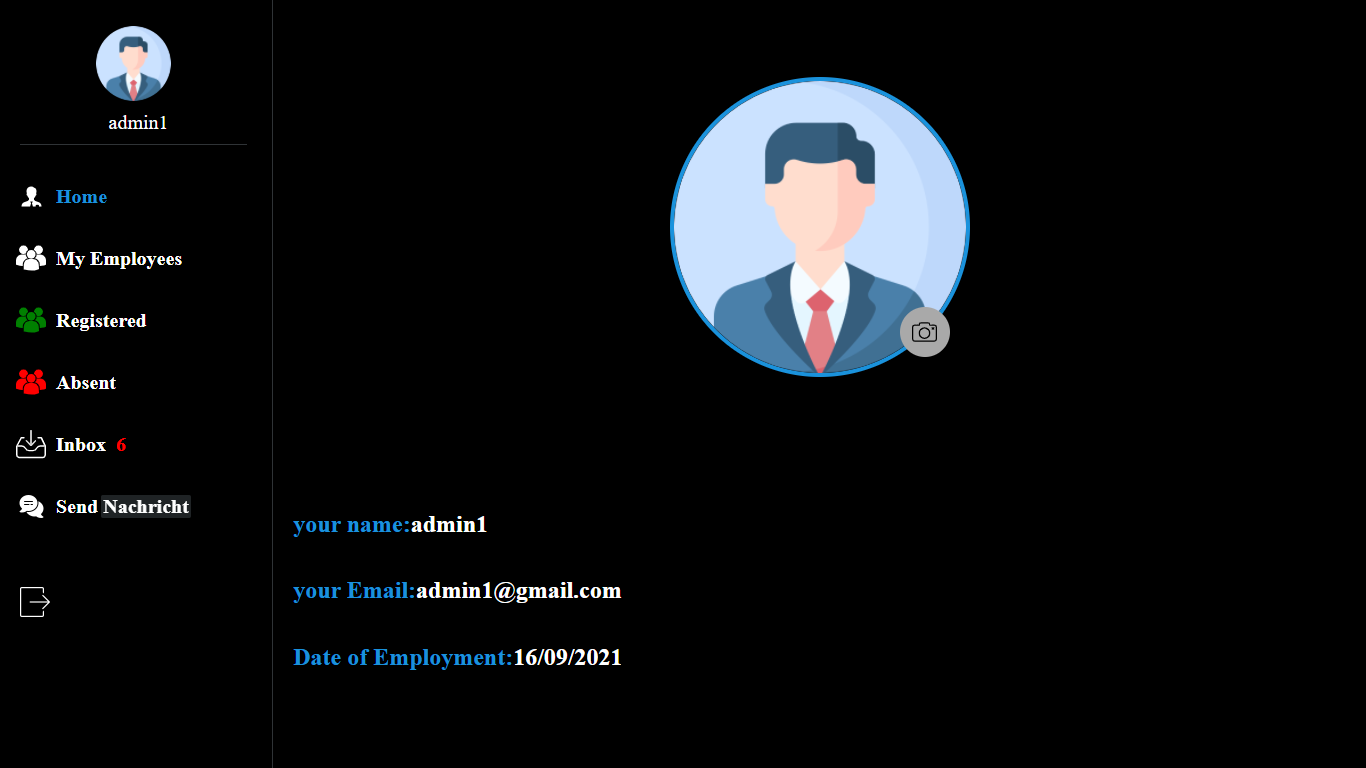 admin1
Home
My Employees
Registered
Absent
Inbox 6
Send Nachricht
your name:admin1
your Email:admin1@gmail.com
Date of Employment:16/09/2021